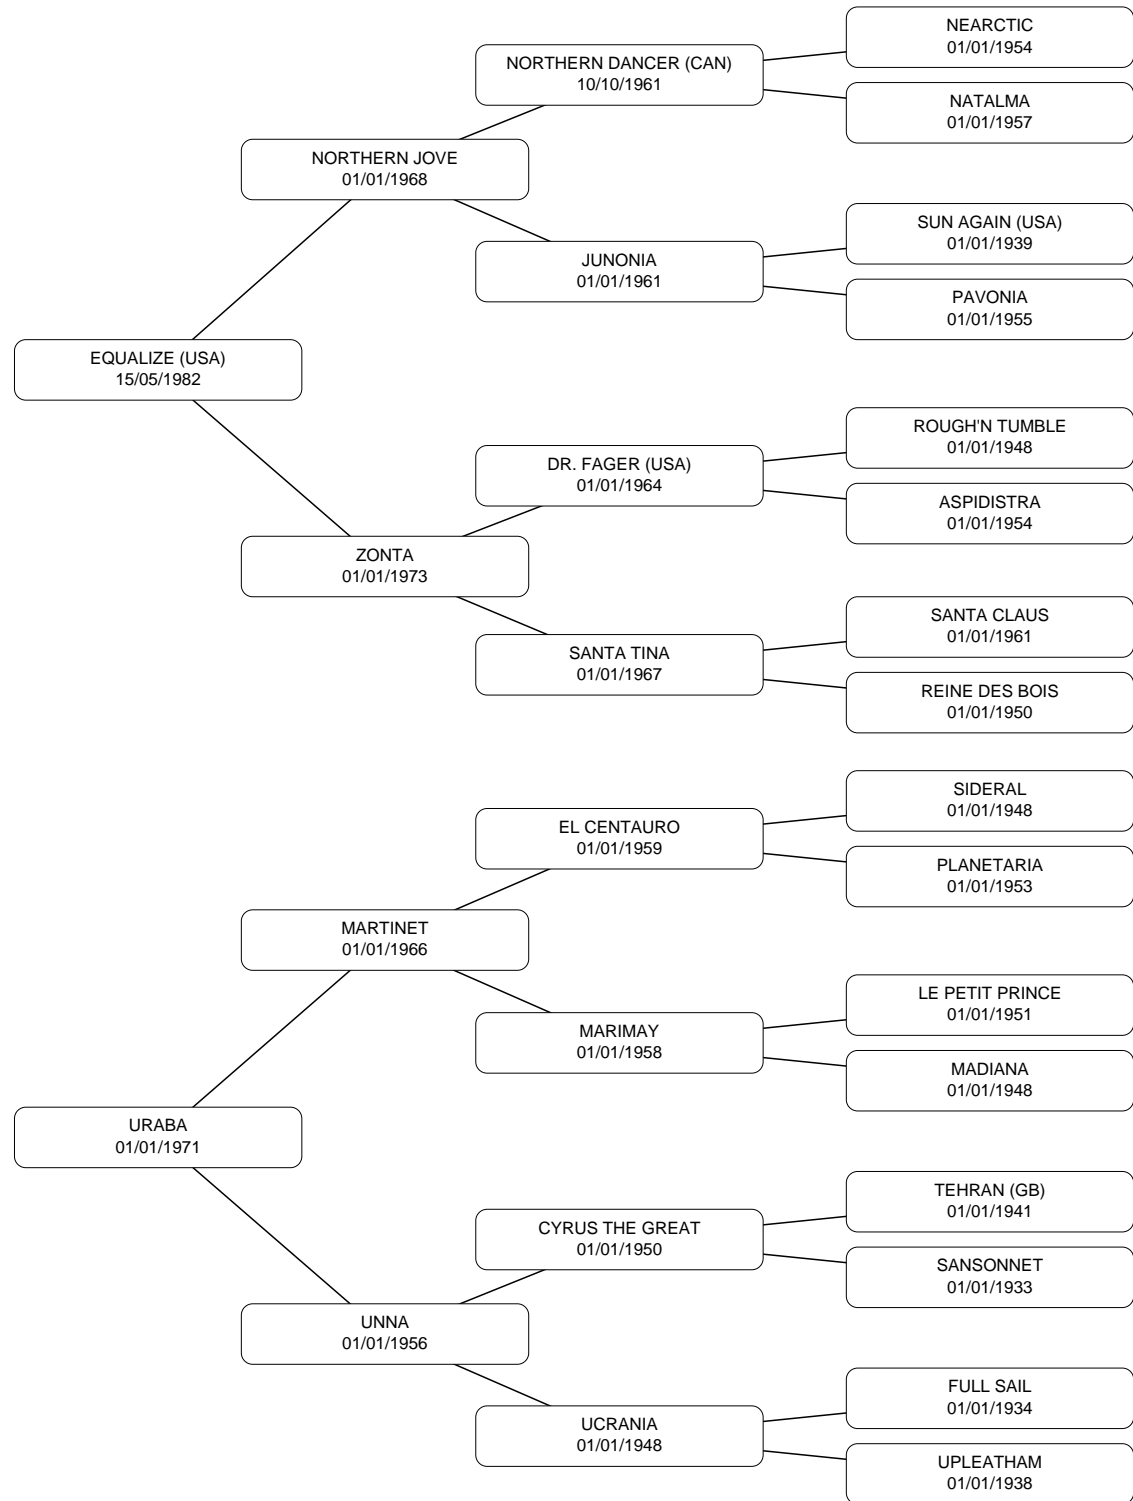 NEARCTIC
01/01/1954
NORTHERN DANCER (CAN)
10/10/1961
NATALMA
01/01/1957
NORTHERN JOVE
01/01/1968
SUN AGAIN (USA)
01/01/1939
JUNONIA
01/01/1961
PAVONIA
01/01/1955
EQUALIZE (USA)
15/05/1982
ROUGH'N TUMBLE
01/01/1948
DR. FAGER (USA)
01/01/1964
ASPIDISTRA
01/01/1954
ZONTA
01/01/1973
SANTA CLAUS
01/01/1961
SANTA TINA
01/01/1967
REINE DES BOIS
01/01/1950
SIDERAL
01/01/1948
EL CENTAURO
01/01/1959
PLANETARIA
01/01/1953
MARTINET
01/01/1966
LE PETIT PRINCE
01/01/1951
MARIMAY
01/01/1958
MADIANA
01/01/1948
URABA
01/01/1971
TEHRAN (GB)
01/01/1941
CYRUS THE GREAT
01/01/1950
SANSONNET
01/01/1933
UNNA
01/01/1956
FULL SAIL
01/01/1934
UCRANIA
01/01/1948
UPLEATHAM
01/01/1938